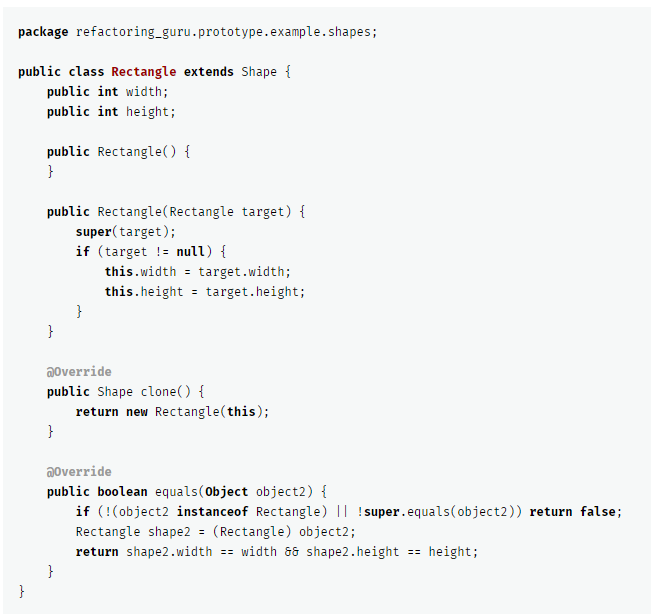 package refactoring_guru.prototype.example.shapes;

public class Rectangle extends Shape {
    public int width;
    public int height;

    public Rectangle() {
    }

    public Rectangle(Rectangle target) {
        super(target);
        if (target != null) {
            this.width = target.width;
            this.height = target.height;
        }
    }

    @Override
    public Shape clone() {
        return new Rectangle(this);
    }

    @Override
    public boolean equals(Object object2) {
        if (!(object2 instanceof Rectangle) || !super.equals(object2)) return false;
        Rectangle shape2 = (Rectangle) object2;
        return shape2.width == width && shape2.height == height;
    }
}